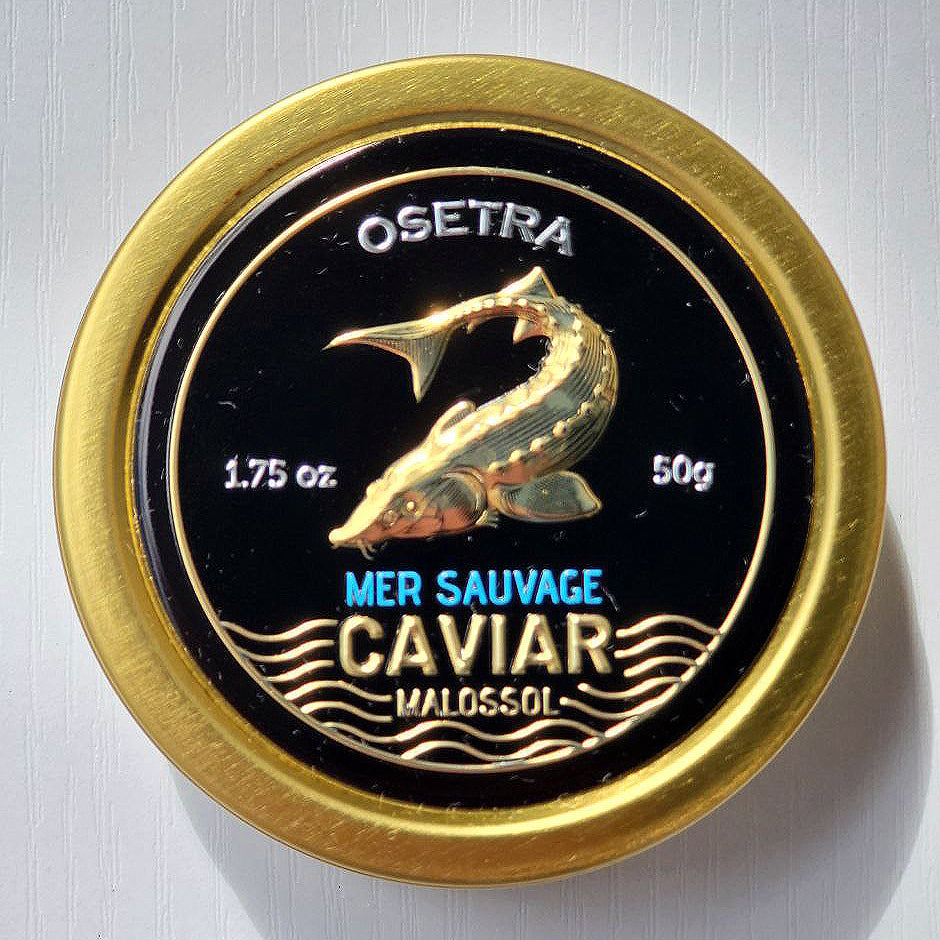 OSETRA
1.75 oz 50g
MER SAUVAGE
CAVIAR
MALOSSOL